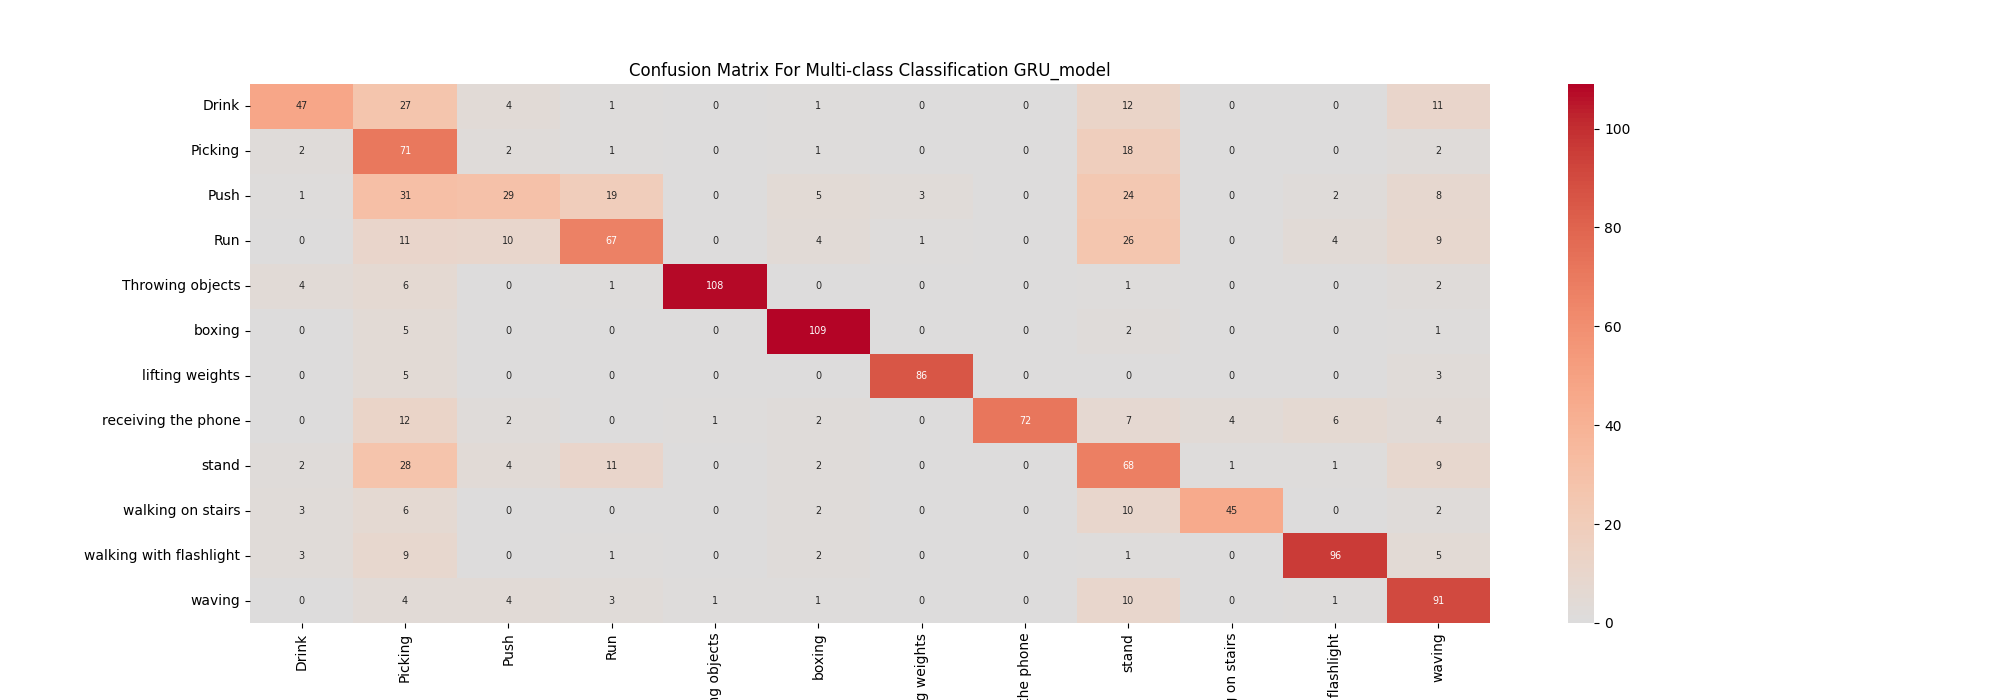 Confusion Matrix For Multi-class Classification GRU_model
Drink 47 27 4 1 0 1 0 0 12 0 0 11
Picking 2 71 2 1 0 1 0 0 18 0 0 2
Push 1 31 29 19 0 5 3 0 24 0 2 8
Run 0 11 10 67 0 4 1 0 26 0 4 9
Throwing objects 4 6 0 1 108 0 0 0 1 0 0 2
boxing 0 5 0 0 0 109 0 0 2 0 0 1
lifting weights 0 5 0 0 0 0 86 0 0 0 0 3
receiving the phone 0 12 2 0 1 2 0 72 7 4 6 4
stand 2 28 4 11 0 2 0 0 68 1 1 9
walking on stairs 3 6 0 0 0 2 0 0 10 45 0 2
walking with flashlight 3 9 0 1 0 2 0 0 1 0 96 5
waving 0 4 4 3 1 1 0 0 10 0 1 91
Drink
Picking
Push
Run
objects
boxing
weights
phone
stand
on stairs
flashlight
waving
100
80
60
40
20
0